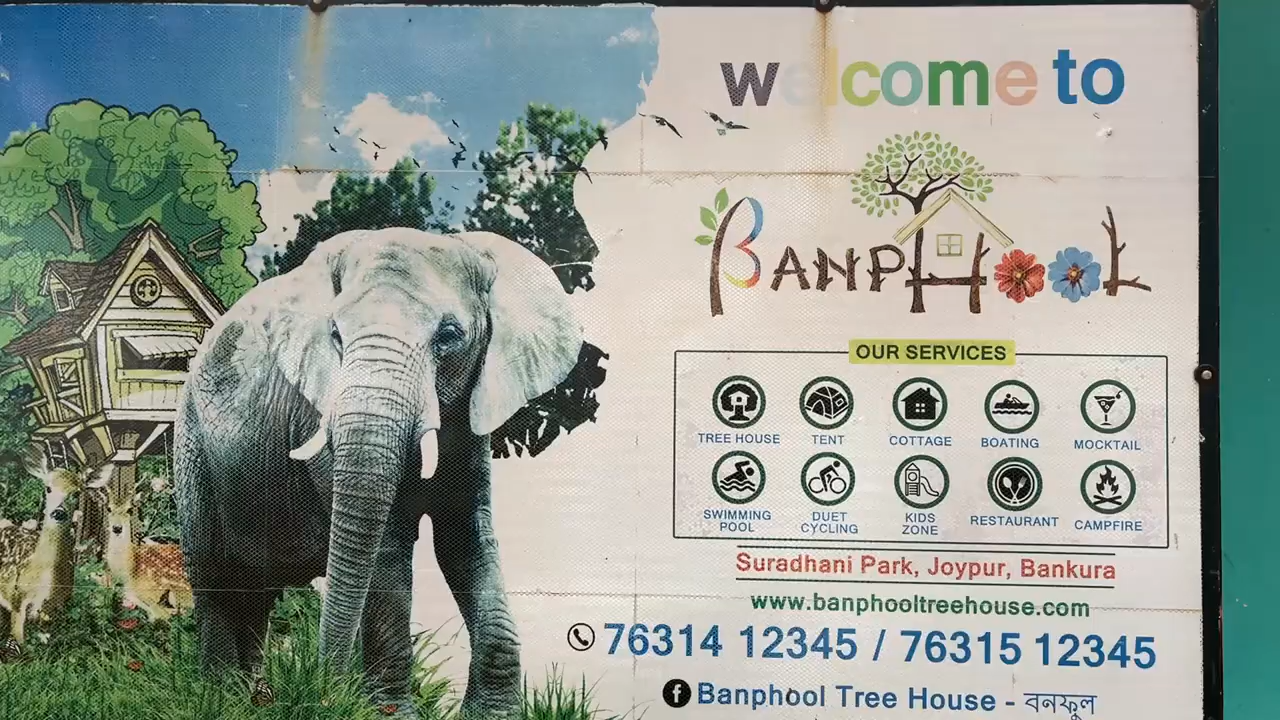 welcome to
BANPHOOL
OUR SERVICES
TREE HOUSE TENT COTTAGE BOATING MOCKTAIL
SWIMMING POOL DUET CYCLING KIDS ZONE RESTAURANT CAMPFIRE
Suradhani Park, Joypur, Bankura
www.banphooltreehouse.com
76314 12345 / 76315 12345
Banphool Tree House - বনফুল